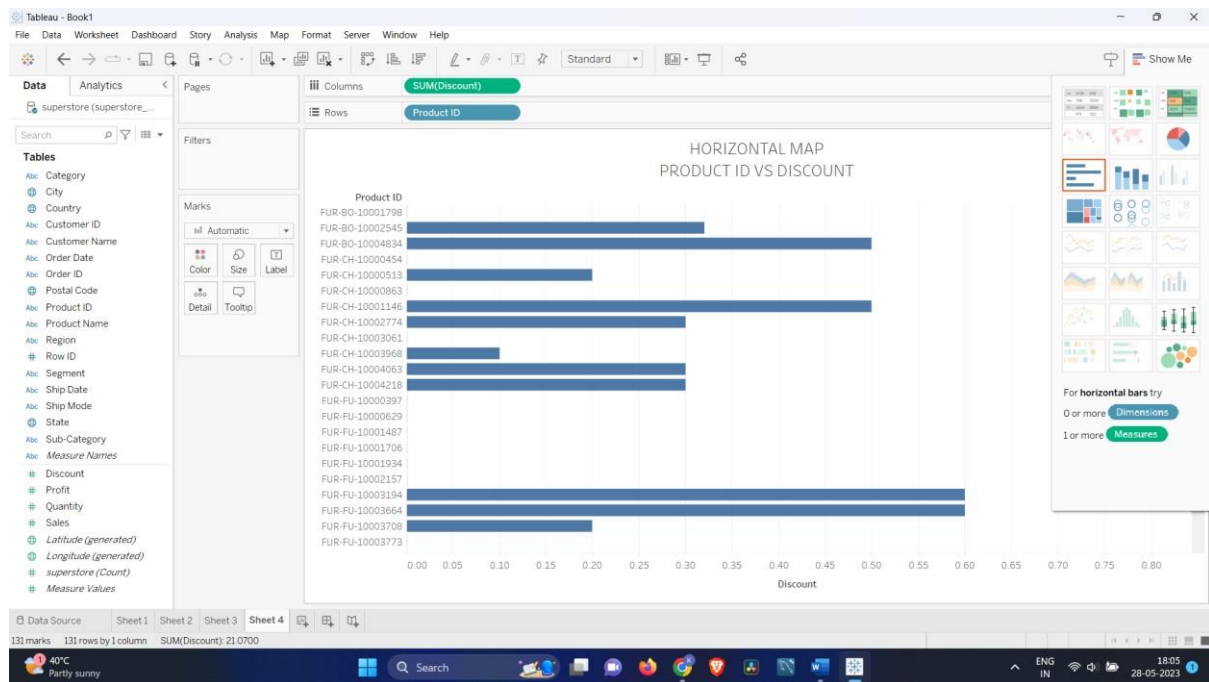 Tableau - Book1
File Data Worksheet Dashboard Story Analysis Map Format Server Window Help
Standard
Show Me
Data Analytics
superstore (superstore_...
Search
Tables
Abc Category
City
Country
Abc Customer ID
Abc Customer Name
Abc Order Date
Abc Order ID
Postal Code
Abc Product ID
Abc Product Name
Abc Region
# Row ID
Abc Segment
Abc Ship Date
Abc Ship Mode
State
Abc Sub-Category
Abc Measure Names
# Discount
# Profit
# Quantity
# Sales
Latitude (generated)
Longitude (generated)
# superstore (Count)
# Measure Values
Pages
Filters
Marks
Automatic
Color Size Label
Detail Tooltip
Columns SUM(Discount)
Rows Product ID
HORIZONTAL MAP
PRODUCT ID VS DISCOUNT
Product ID
FUR-BO-10001798
FUR-BO-10002545
FUR-BO-10004834
FUR-CH-10000454
FUR-CH-10000513
FUR-CH-10000863
FUR-CH-10001146
FUR-CH-10002774
FUR-CH-10003061
FUR-CH-10003968
FUR-CH-10004063
FUR-CH-10004218
FUR-FU-10000397
FUR-FU-10000629
FUR-FU-10001487
FUR-FU-10001706
FUR-FU-10001934
FUR-FU-10002157
FUR-FU-10003194
FUR-FU-10003664
FUR-FU-10003708
FUR-FU-10003773
0.00 0.05 0.10 0.15 0.20 0.25 0.30 0.35 0.40 0.45 0.50 0.55 0.60 0.65 0.70 0.75 0.80
Discount
For horizontal bars try
0 or more Dimensions
1 or more Measures
Data Source Sheet 1 Sheet 2 Sheet 3 Sheet 4
131 marks 131 rows by 1 column SUM(Discount): 21.0700
40°C
Partly sunny
Search
ENG
IN
18:05
28-05-2023